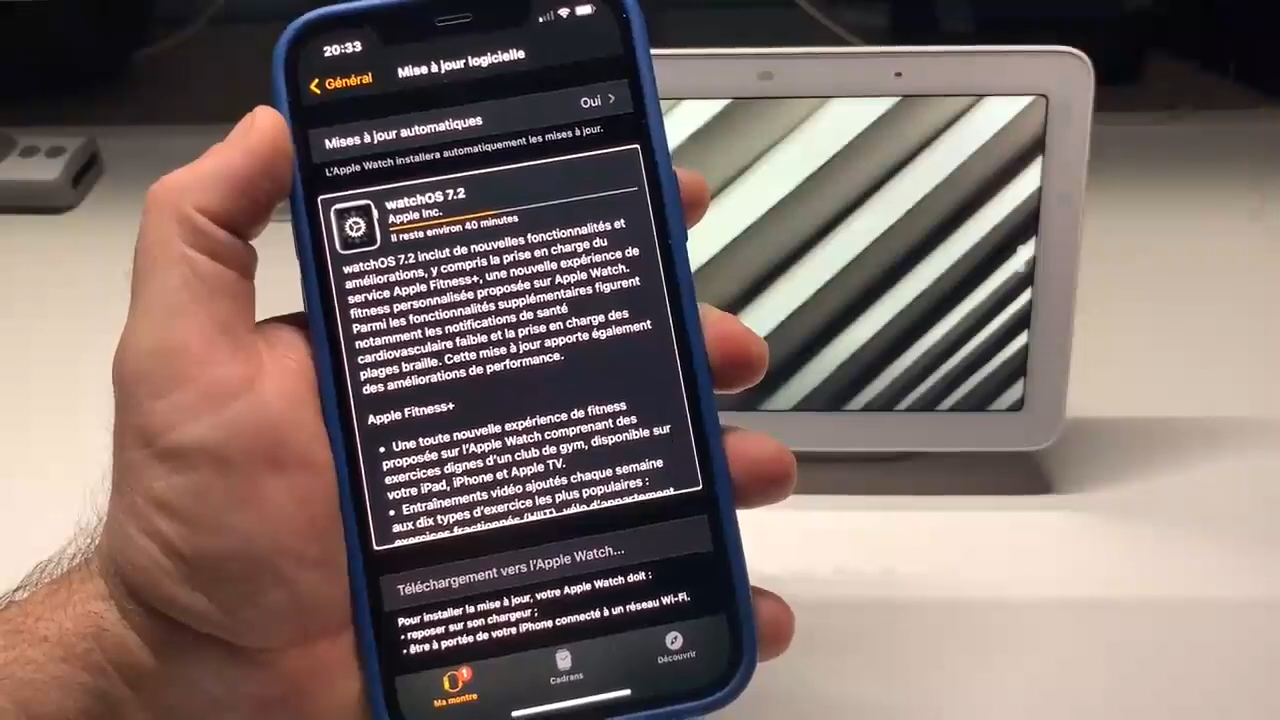 20:33
Général
Mise à jour logicielle
Mises à jour automatiques
Oui
L'Apple Watch installera automatiquement les mises à jour.
watchOS 7.2
Apple Inc.
Il reste environ 40 minutes
watchOS 7.2 inclut de nouvelles fonctionnalités et
améliorations, y compris la prise en charge du
service Apple Fitness+, une nouvelle expérience de
fitness personnalisée proposée sur Apple Watch.
Parmi les fonctionnalités supplémentaires figurent
notamment les notifications de santé
cardiovasculaire faible et la prise en charge des
plages braille. Cette mise à jour apporte également
des améliorations de performance.
Apple Fitness+
• Une toute nouvelle expérience de fitness
proposée sur l'Apple Watch comprenant des
exercices dignes d'un club de gym, disponible sur
votre iPad, iPhone et Apple TV.
• Entraînements vidéo ajoutés chaque semaine
aux dix types d'exercice les plus populaires :
exercices fractionnés (HIIT), vélo d'appartement
Téléchargement vers l'Apple Watch...
Pour installer la mise à jour, votre Apple Watch doit :
• reposer sur son chargeur ;
• être à portée de votre iPhone connecté à un réseau Wi-Fi.
1
Ma montre
Cadrans
Découvrir